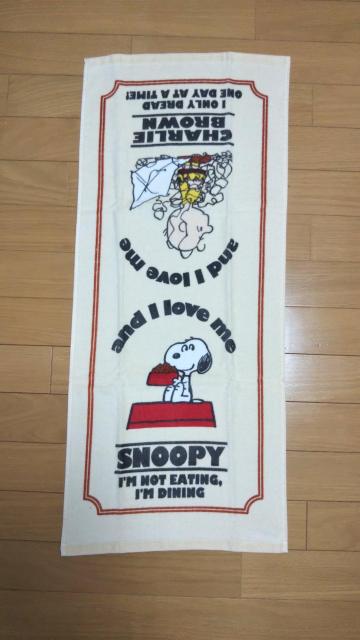 I ONLY DREAD
ONE DAY AT A TIME!
CHARLIE
BROWN
and I love me
and I love me
SNOOPY
I'M NOT EATING,
I'M DINING